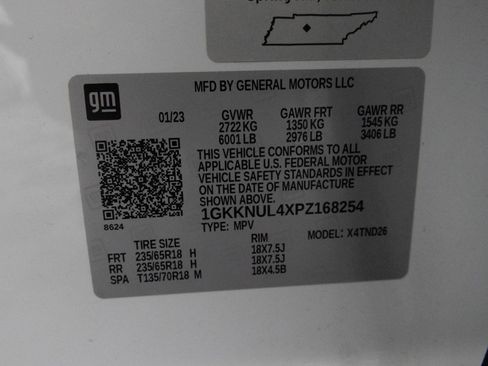 MFD BY GENERAL MOTORS LLC
gm
01/23 GVWR GAWR FRT GAWR RR
2722 KG 1350 KG 1545 KG
6001 LB 2976 LB 3406 LB
THIS VEHICLE CONFORMS TO ALL
APPLICABLE U.S. FEDERAL MOTOR
VEHICLE SAFETY STANDARDS IN
EFFECT ON THE DATE OF MANUFACTURE
SHOWN ABOVE.
1GKKNUL4XPZ168254
8624
TYPE: MPV MODEL: X4TND26
TIRE SIZE RIM
FRT 235/65R18 H 18X7.5J
RR 235/65R18 H 18X7.5J
SPA T135/70R18 M 18X4.5B